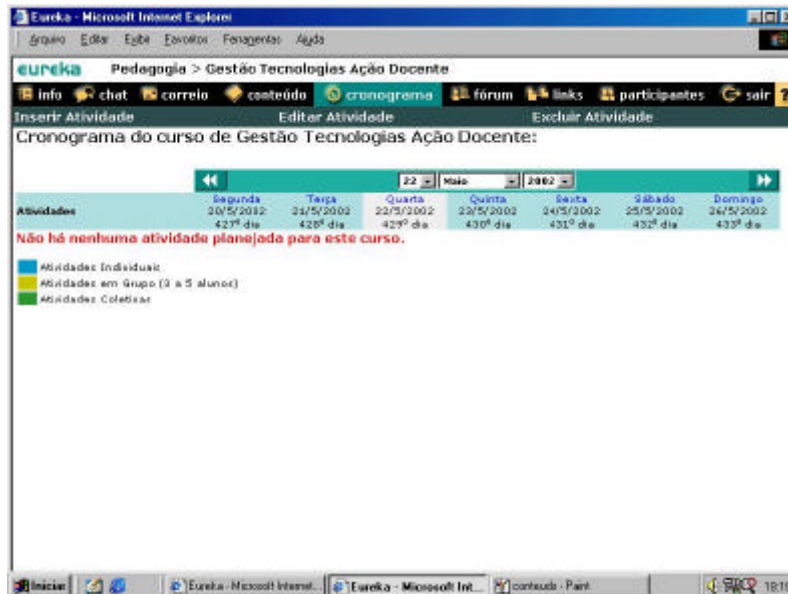 Eureka - Microsoft Internet Explorer
Arquivo Editar Exibir Favoritos Ferramentas Ajuda
eureka Pedagogia > Gestão Tecnologias Ação Docente
info chat correio conteúdo cronograma fórum links participantes sair ?
Inserir Atividade Editar Atividade Excluir Atividade
Cronograma do curso de Gestão Tecnologias Ação Docente:
22 Maio 2002
Segunda Terça Quarta Quinta Sexta Sábado Domingo
Atividades 20/5/2002 21/5/2002 22/5/2002 23/5/2002 24/5/2002 25/5/2002 26/5/2002
427º dia 428º dia 429º dia 430º dia 431º dia 432º dia 433º dia
Não há nenhuma atividade planejada para este curso.
Atividades Individuais
Atividades em Grupo (3 a 5 alunos)
Atividades Coletivas
Iniciar Eureka - Microsoft Internet... Eureka - Microsoft Int... conteudo - Paint